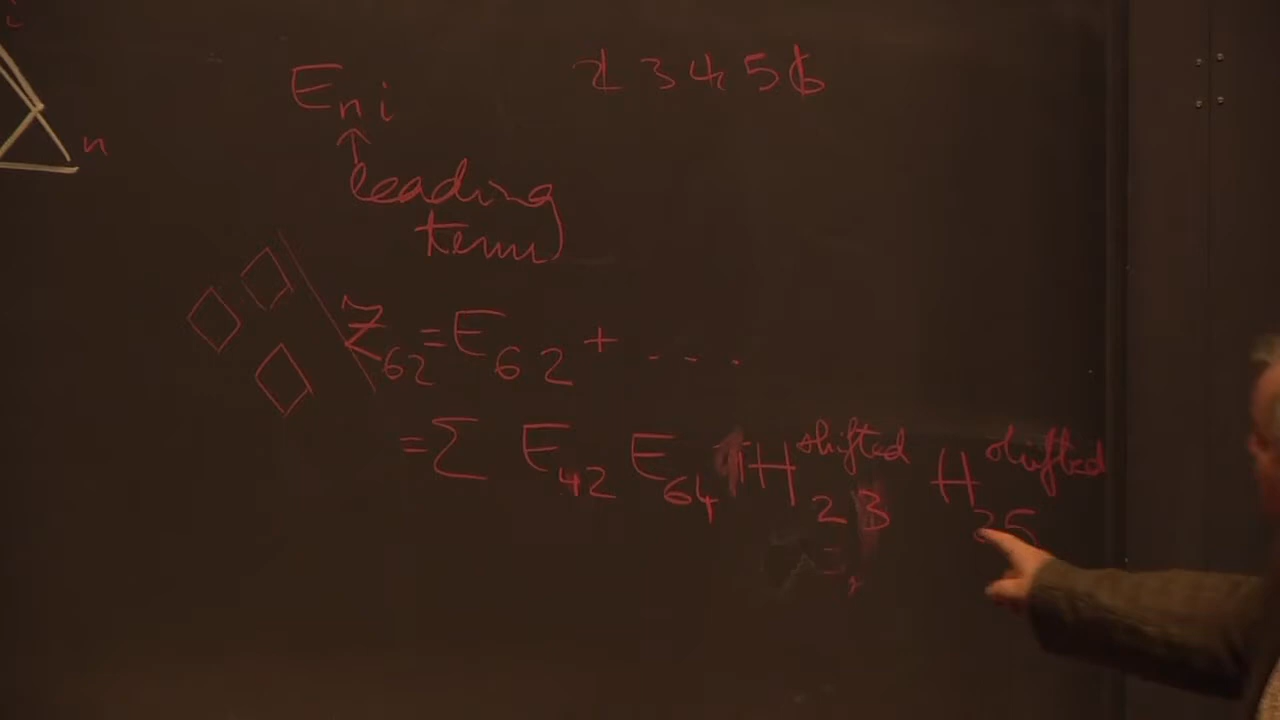 i
n
E_{ni}
2 3 4 5 6
↑
leading
term
Z_{62} = E_{62} + ----
= Σ E_{42} E_{64} H^{shifted}_{23} H^{shifted}_{25}